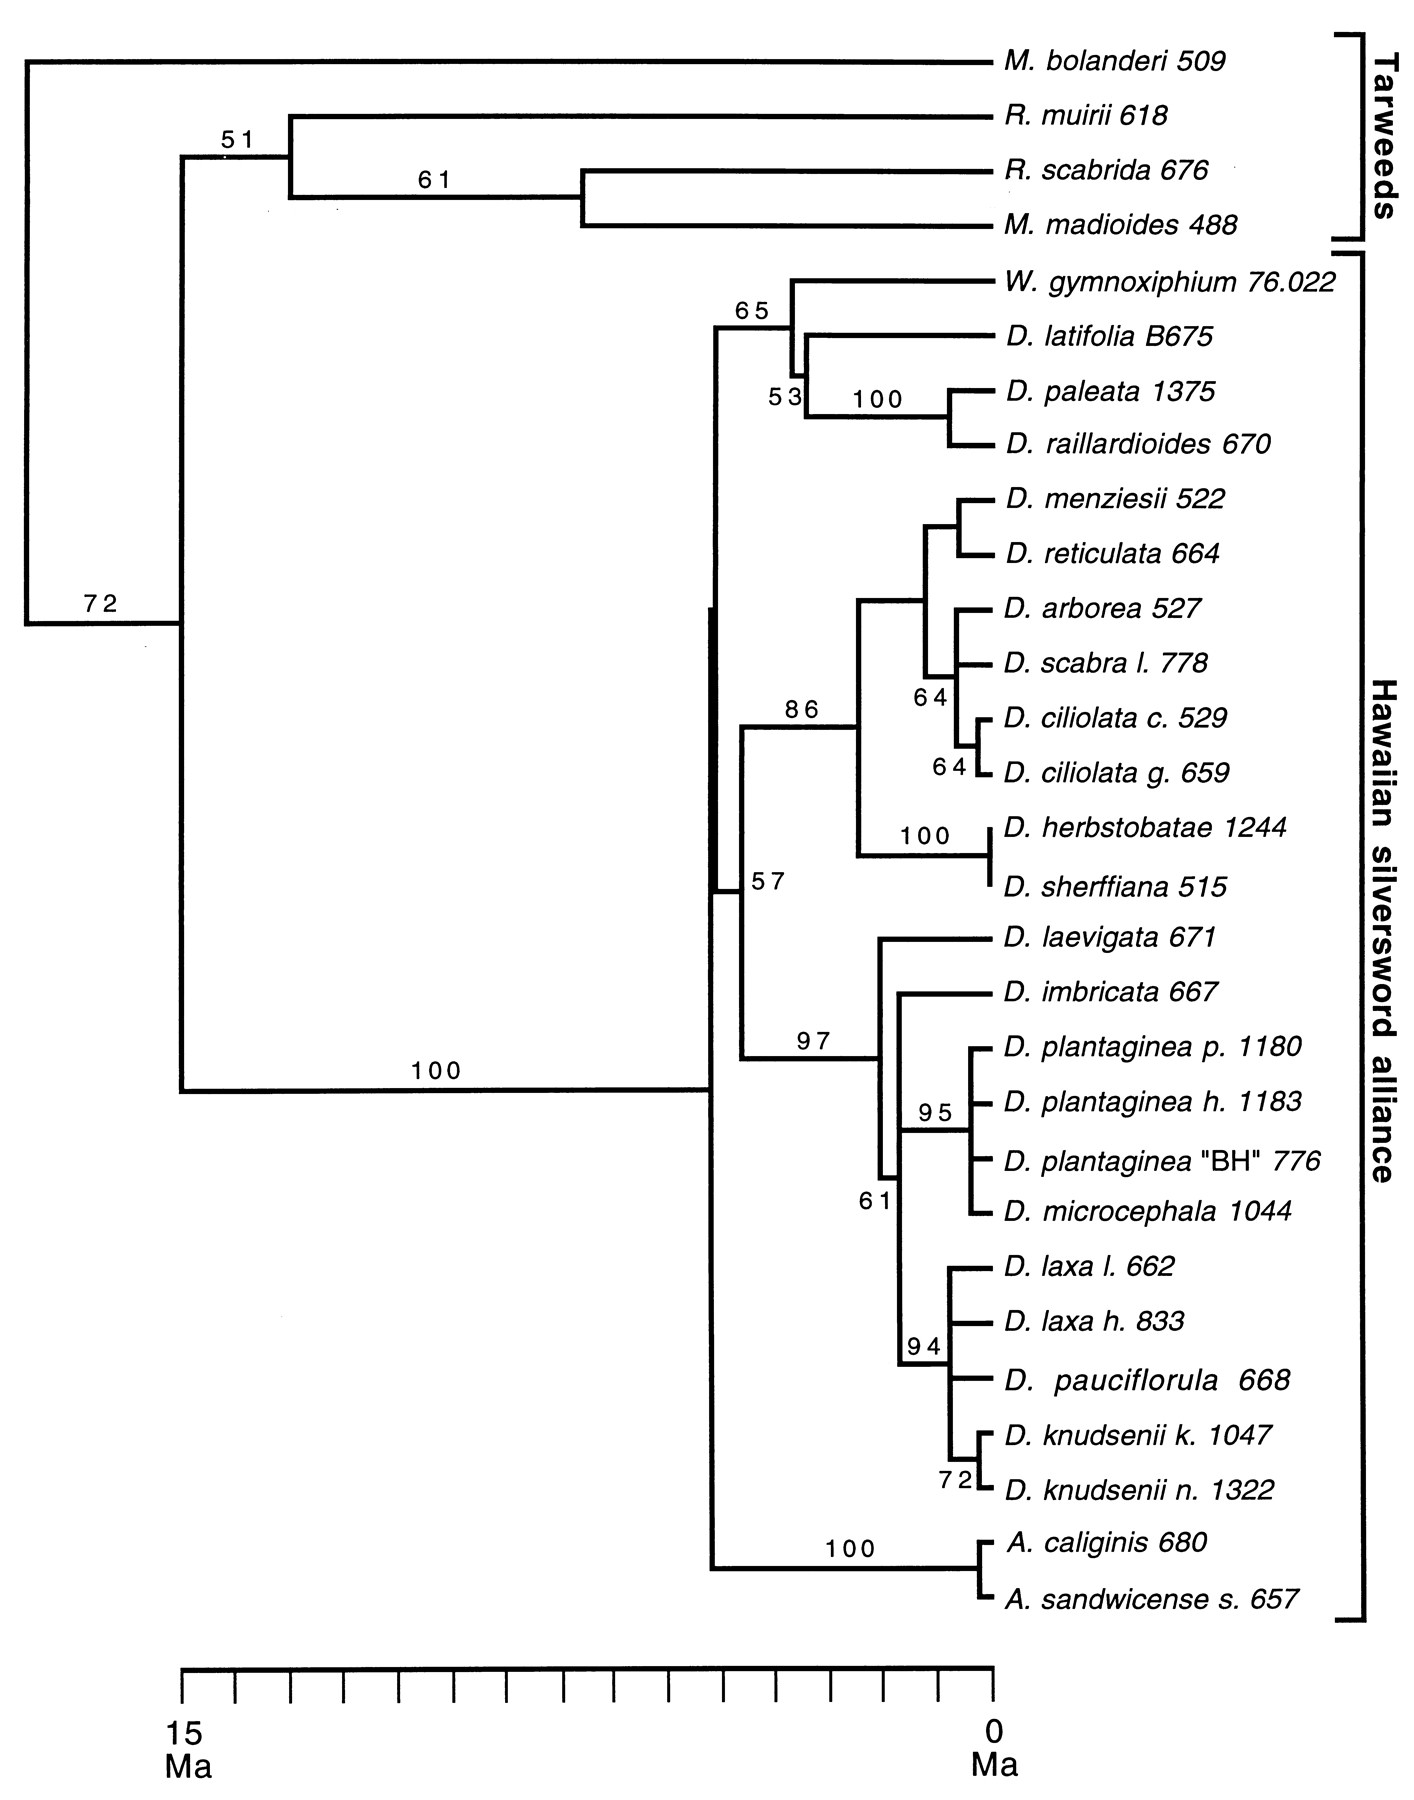 M. bolanderi 509
R. muirii 618
51
R. scabrida 676
61
M. madioides 488
Tarweeds
W. gymnoxiphium 76.022
65
D. latifolia B675
D. paleata 1375
53
100
D. raillardioides 670
D. menziesii 522
D. reticulata 664
D. arborea 527
72
D. scabra l. 778
64
86
D. ciliolata c. 529
64
D. ciliolata g. 659
D. herbstobatae 1244
100
57
D. sherffiana 515
Hawaiian silversword alliance
D. laevigata 671
D. imbricata 667
97
D. plantaginea p. 1180
100
D. plantaginea h. 1183
95
D. plantaginea "BH" 776
61
D. microcephala 1044
D. laxa l. 662
D. laxa h. 833
94
D. pauciflorula 668
D. knudsenii k. 1047
72
D. knudsenii n. 1322
A. caliginis 680
100
A. sandwicense s. 657
15
Ma
0
Ma